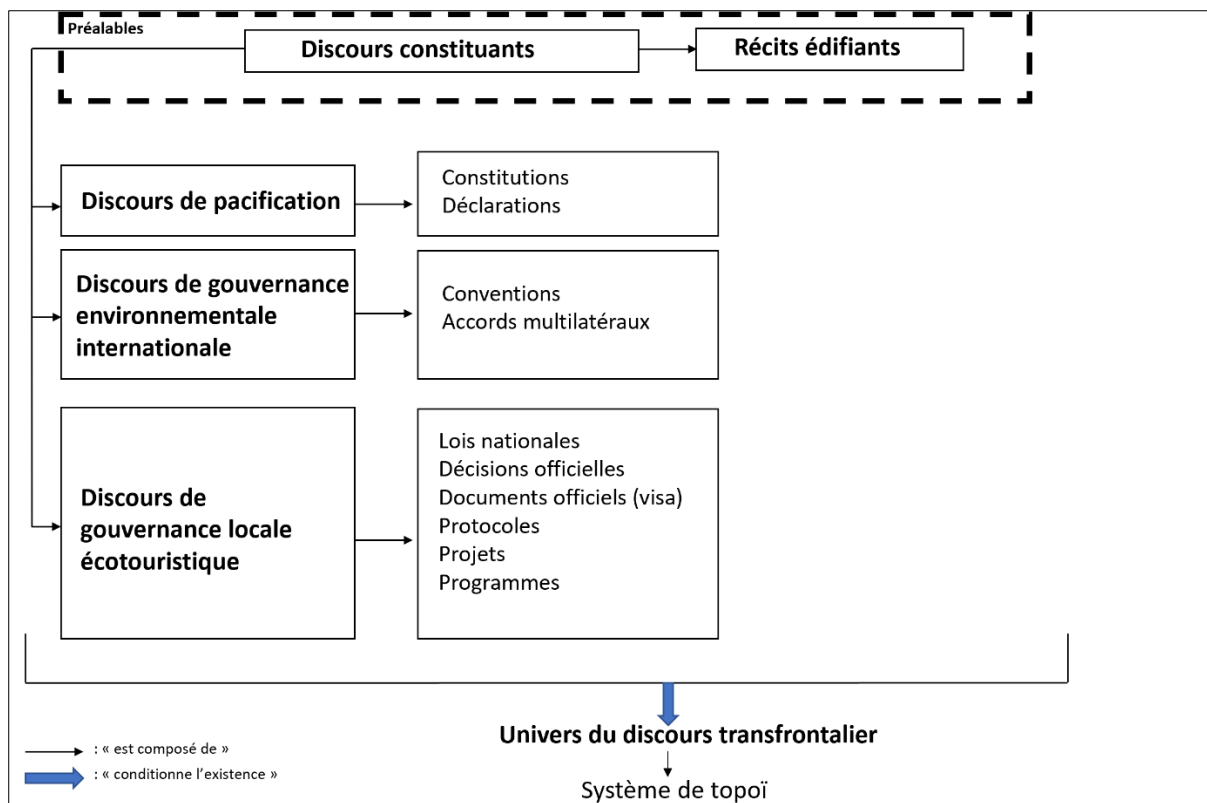 Préalables
Discours constituants
Récits édifiants
Discours de pacification
Constitutions
Déclarations
Discours de gouvernance
environnementale
internationale
Conventions
Accords multilatéraux
Discours de
gouvernance locale
écotouristique
Lois nationales
Décisions officielles
Documents officiels (visa)
Protocoles
Projets
Programmes
Univers du discours transfrontalier
Système de topoï
: « est composé de »
: « conditionne l’existence »